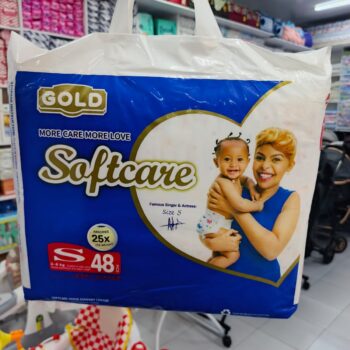 GOLD
MORE CARE MORE LOVE
Softcare
Famous Singer & Actress:
Size S
25x
S
48